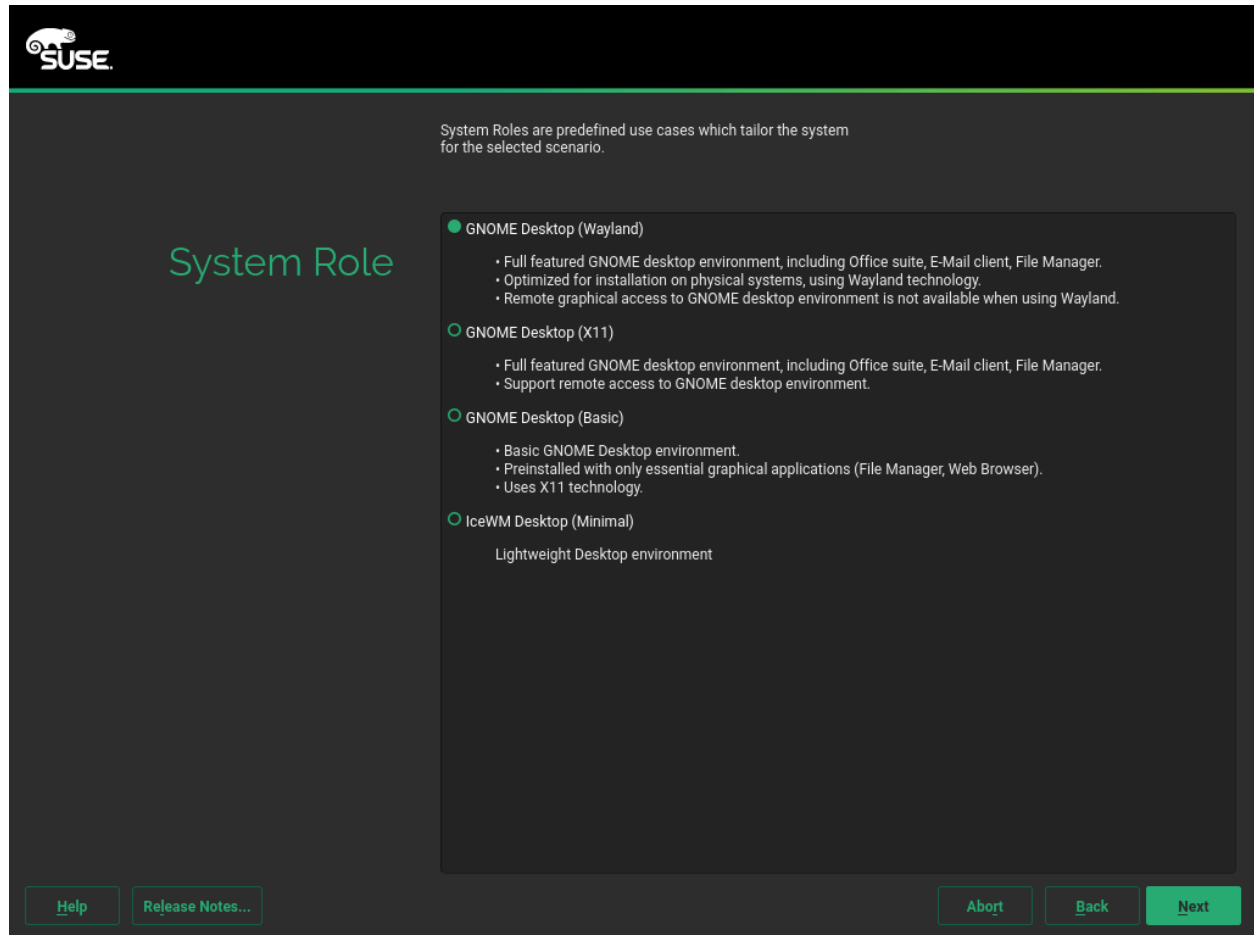 SUSE.
System Roles are predefined use cases which tailor the system
for the selected scenario.
System Role
GNOME Desktop (Wayland)
• Full featured GNOME desktop environment, including Office suite, E-Mail client, File Manager.
• Optimized for installation on physical systems, using Wayland technology.
• Remote graphical access to GNOME desktop environment is not available when using Wayland.
GNOME Desktop (X11)
• Full featured GNOME desktop environment, including Office suite, E-Mail client, File Manager.
• Support remote access to GNOME desktop environment.
GNOME Desktop (Basic)
• Basic GNOME Desktop environment.
• Preinstalled with only essential graphical applications (File Manager, Web Browser).
• Uses X11 technology.
IceWM Desktop (Minimal)
Lightweight Desktop environment
Help Release Notes... Abort Back Next